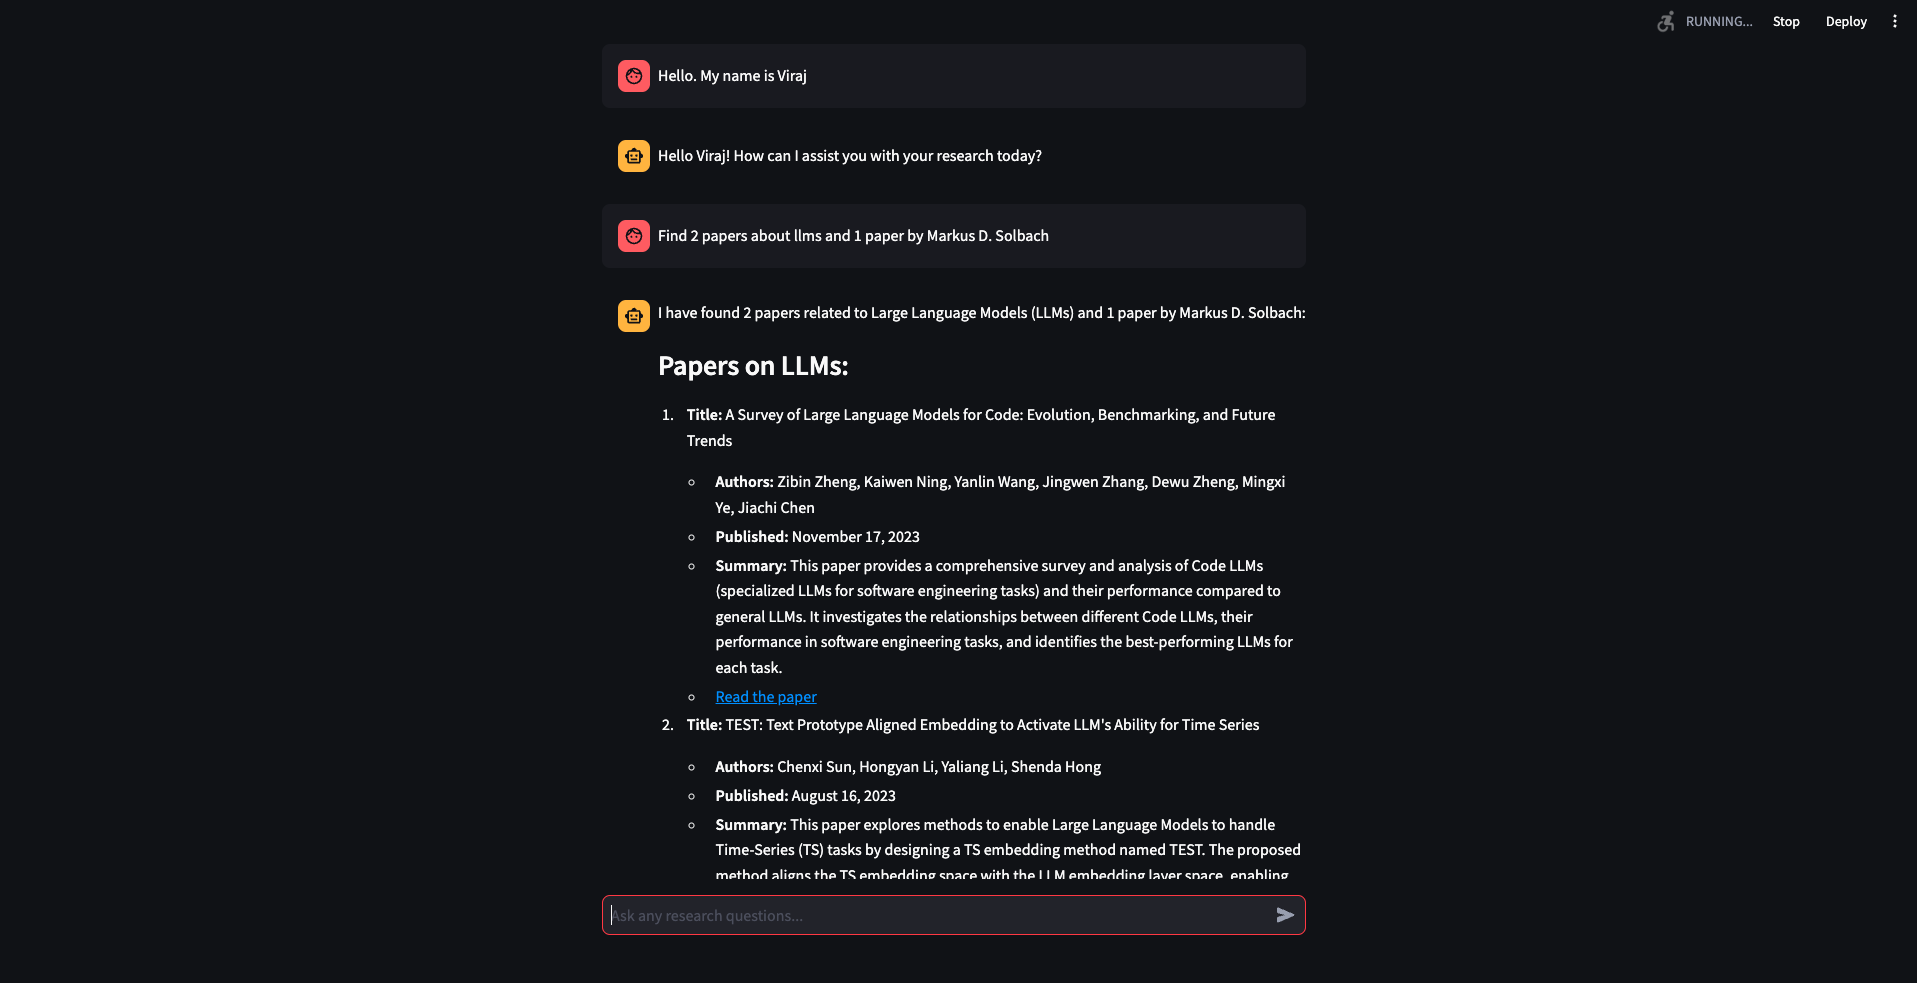 RUNNING...
Stop
Deploy
Hello. My name is Viraj
Hello Viraj! How can I assist you with your research today?
Find 2 papers about llms and 1 paper by Markus D. Solbach
I have found 2 papers related to Large Language Models (LLMs) and 1 paper by Markus D. Solbach:
Papers on LLMs:
1. Title: A Survey of Large Language Models for Code: Evolution, Benchmarking, and Future
Trends
Authors: Zibin Zheng, Kaiwen Ning, Yanlin Wang, Jingwen Zhang, Dewu Zheng, Mingxi
Ye, Jiachi Chen
Published: November 17, 2023
Summary: This paper provides a comprehensive survey and analysis of Code LLMs
(specialized LLMs for software engineering tasks) and their performance compared to
general LLMs. It investigates the relationships between different Code LLMs, their
performance in software engineering tasks, and identifies the best-performing LLMs for
each task.
Read the paper
2. Title: TEST: Text Prototype Aligned Embedding to Activate LLM's Ability for Time Series
Authors: Chenxi Sun, Hongyan Li, Yaliang Li, Shenda Hong
Published: August 16, 2023
Summary: This paper explores methods to enable Large Language Models to handle
Time-Series (TS) tasks by designing a TS embedding method named TEST. The proposed
method aligns the TS embedding space with the LLM embedding layer space, enabling
Ask any research questions...